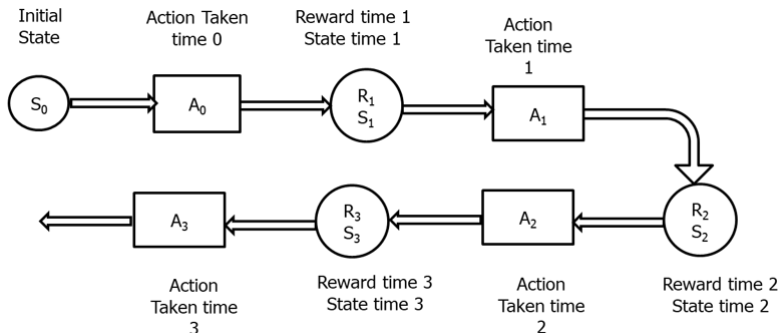 Initial
State
Action Taken
time 0
Reward time 1
State time 1
Action
Taken time
1
S₀
A₀
R₁
S₁
A₁
A₃
R₃
S₃
A₂
R₂
S₂
Action
Taken time
3
Reward time 3
State time 3
Action
Taken time
2
Reward time 2
State time 2